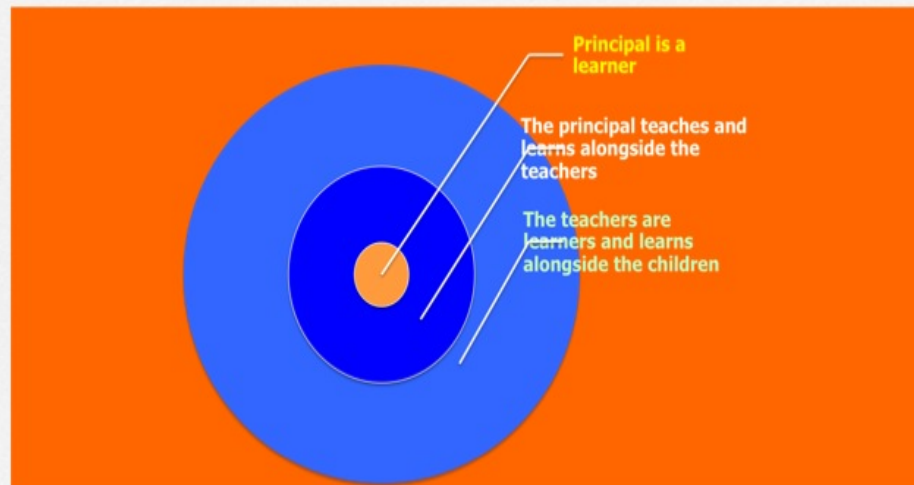 Principal is a
learner
The principal teaches and
learns alongside the
teachers
The teachers are
learners and learns
alongside the children